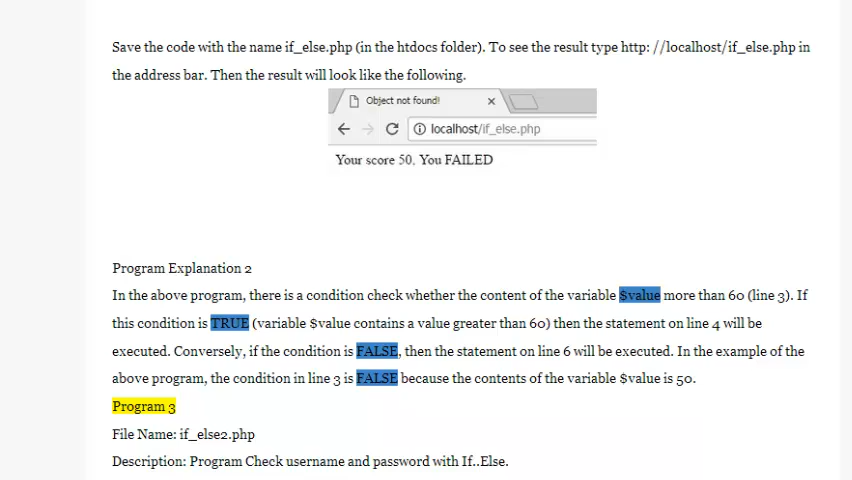 Save the code with the name if_else.php (in the htdocs folder). To see the result type http: //localhost/if_else.php in
the address bar. Then the result will look like the following.
Object not found!
localhost/if_else.php
Your score 50. You FAILED
Program Explanation 2
In the above program, there is a condition check whether the content of the variable $value more than 60 (line 3). If
this condition is TRUE (variable $value contains a value greater than 60) then the statement on line 4 will be
executed. Conversely, if the condition is FALSE, then the statement on line 6 will be executed. In the example of the
above program, the condition in line 3 is FALSE because the contents of the variable $value is 50.
Program 3
File Name: if_else2.php
Description: Program Check username and password with If..Else.